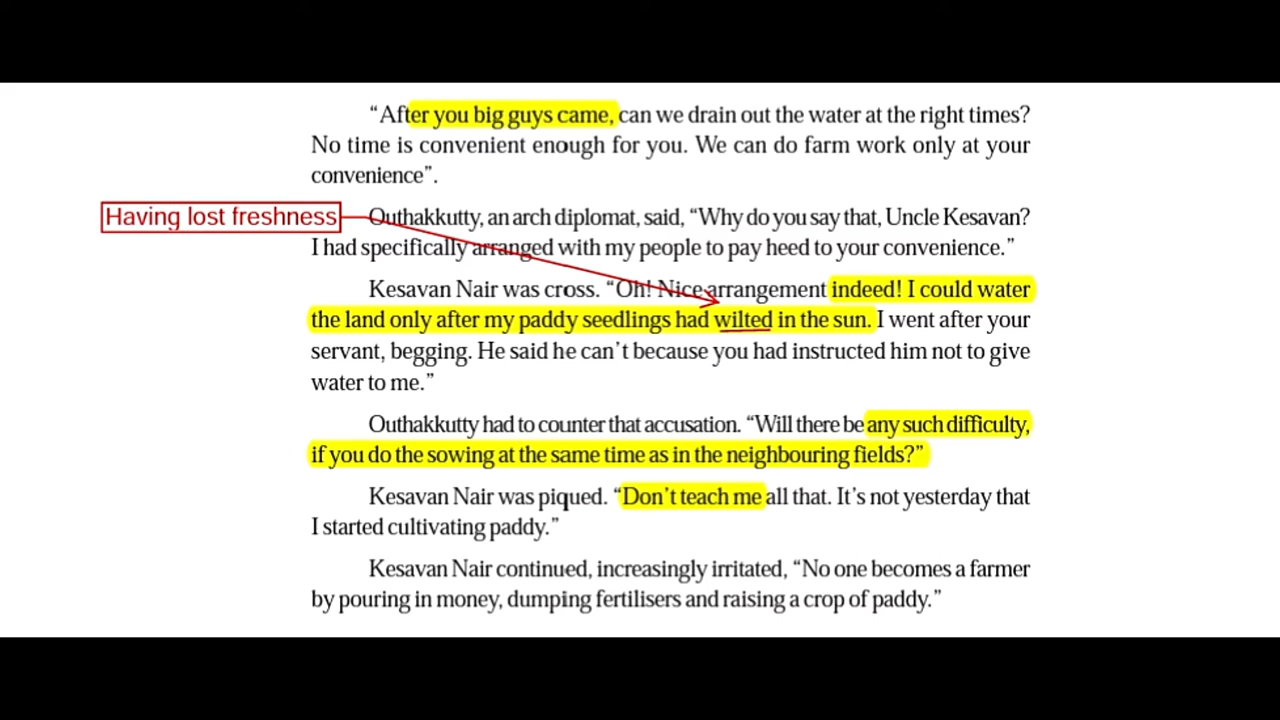 “After you big guys came, can we drain out the water at the right times?
No time is convenient enough for you. We can do farm work only at your
convenience”.
Having lost freshness
Outhakkutty, an arch diplomat, said, “Why do you say that, Uncle Kesavan?
I had specifically arranged with my people to pay heed to your convenience.”
Kesavan Nair was cross. “Oh! Nice arrangement indeed! I could water
the land only after my paddy seedlings had wilted in the sun. I went after your
servant, begging. He said he can’t because you had instructed him not to give
water to me.”
Outhakkutty had to counter that accusation. “Will there be any such difficulty,
if you do the sowing at the same time as in the neighbouring fields?”
Kesavan Nair was piqued. “Don’t teach me all that. It’s not yesterday that
I started cultivating paddy.”
Kesavan Nair continued, increasingly irritated, “No one becomes a farmer
by pouring in money, dumping fertilisers and raising a crop of paddy.”